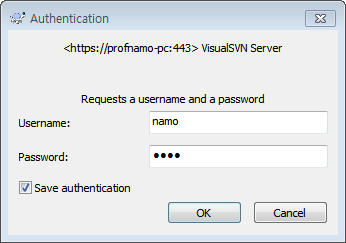 Authentication
<https://profnamo-pc:443> VisualSVN Server
Requests a username and a password
Username:
namo
Password:
••••
Save authentication
OK
Cancel